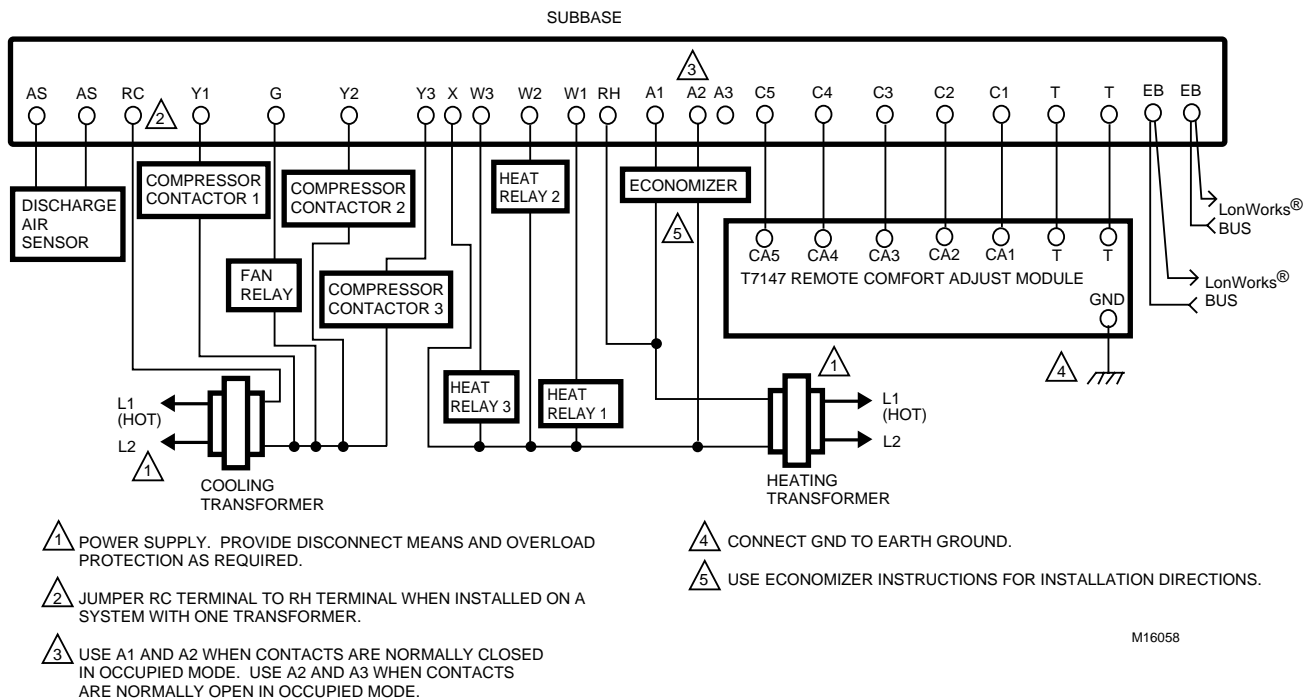 SUBBASE
3
AS AS RC Y1 G Y2 Y3 X W3 W2 W1 RH A1 A2 A3 C5 C4 C3 C2 C1 T T EB EB
2
DISCHARGE
AIR
SENSOR
COMPRESSOR
CONTACTOR 1
COMPRESSOR
CONTACTOR 2
HEAT
RELAY 2
ECONOMIZER
5
LonWorks®
BUS
LonWorks®
BUS
CA5 CA4 CA3 CA2 CA1 T T
T7147 REMOTE COMFORT ADJUST MODULE
GND
FAN
RELAY
COMPRESSOR
CONTACTOR 3
HEAT
RELAY 3
HEAT
RELAY 1
1
4
L1
(HOT)
L2
1
COOLING
TRANSFORMER
L1
(HOT)
L2
HEATING
TRANSFORMER
1 POWER SUPPLY. PROVIDE DISCONNECT MEANS AND OVERLOAD
PROTECTION AS REQUIRED.
2 JUMPER RC TERMINAL TO RH TERMINAL WHEN INSTALLED ON A
SYSTEM WITH ONE TRANSFORMER.
3 USE A1 AND A2 WHEN CONTACTS ARE NORMALLY CLOSED
IN OCCUPIED MODE. USE A2 AND A3 WHEN CONTACTS
ARE NORMALLY OPEN IN OCCUPIED MODE.
4 CONNECT GND TO EARTH GROUND.
5 USE ECONOMIZER INSTRUCTIONS FOR INSTALLATION DIRECTIONS.
M16058